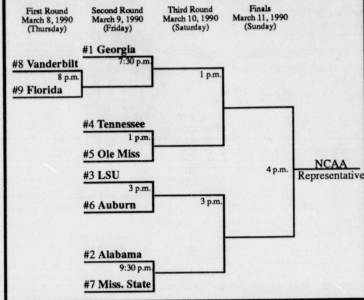 First Round Second Round Third Round Finals
March 8, 1990 March 9, 1990 March 10, 1990 March 11, 1990
(Thursday) (Friday) (Saturday) (Sunday)
#1 Georgia
7:30 p.m.
#8 Vanderbilt
8 p.m.
#9 Florida
1 p.m.
#4 Tennessee
1 p.m.
#5 Ole Miss
4 p.m.
NCAA
Representative
#3 LSU
3 p.m.
#6 Auburn
3 p.m.
#2 Alabama
9:30 p.m.
#7 Miss. State